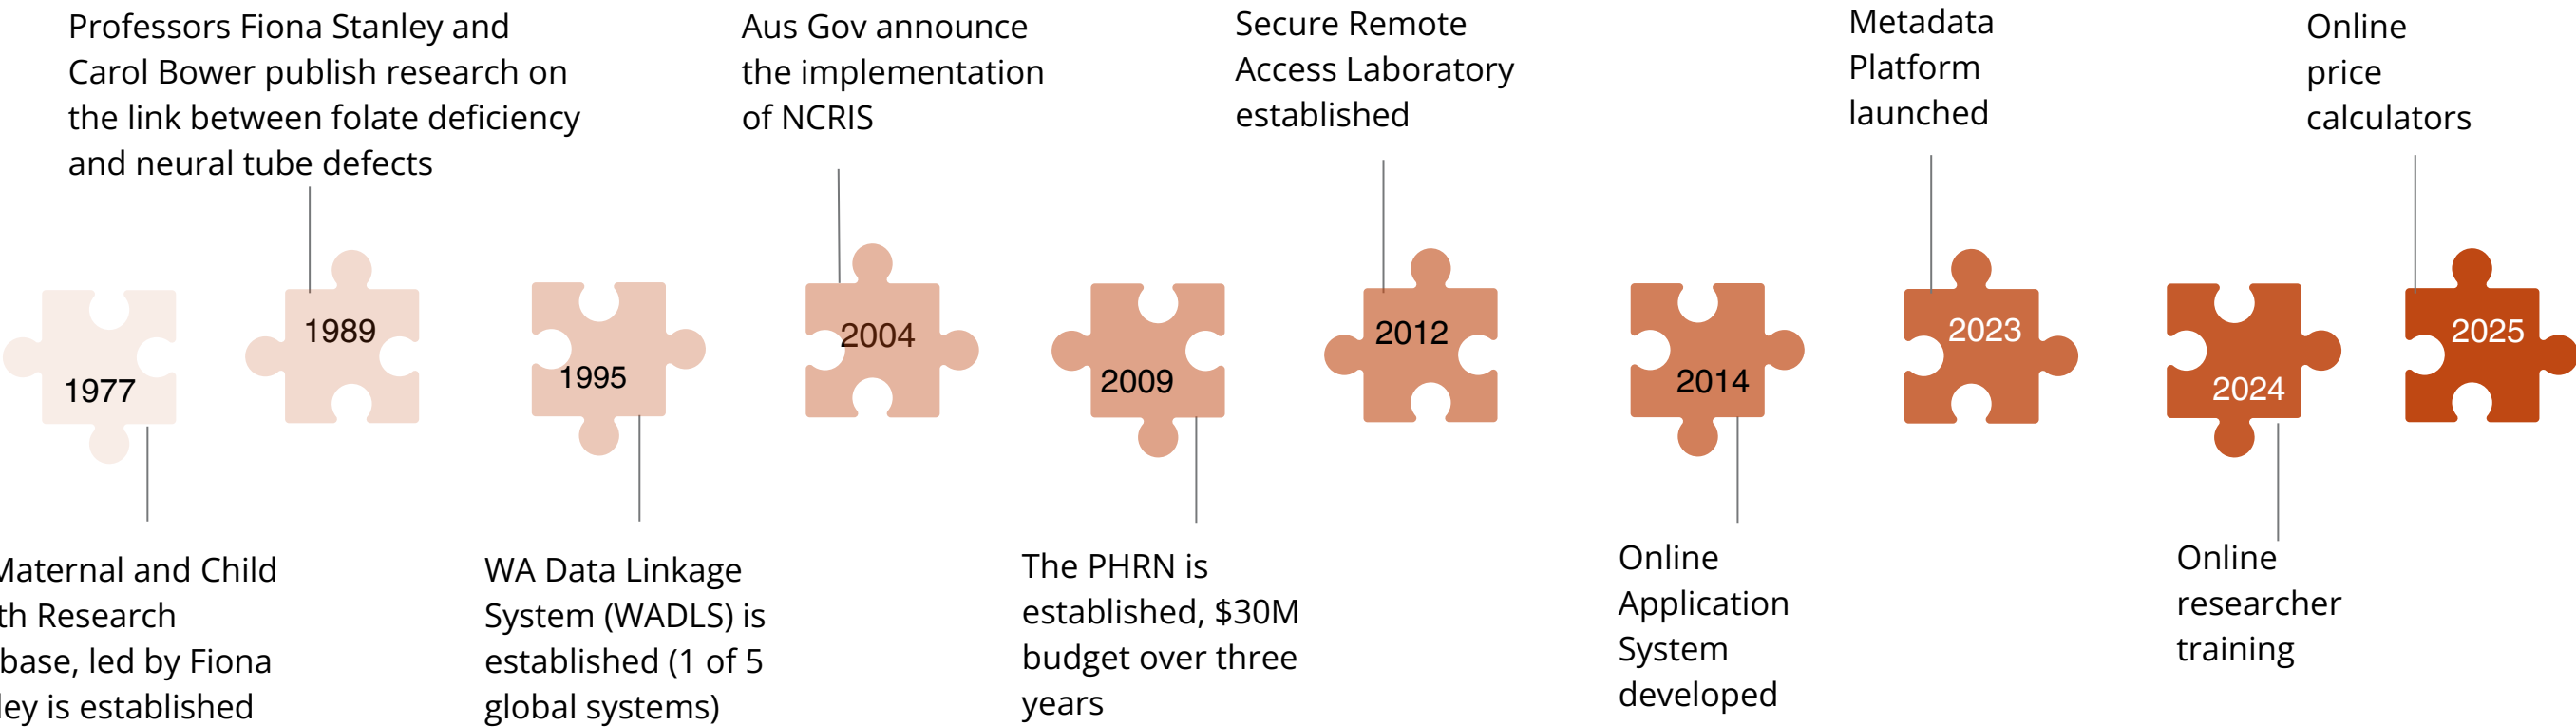 Professors Fiona Stanley and
Carol Bower publish research on
the link between folate deficiency
and neural tube defects
Aus Gov announce
the implementation
of NCRIS
Secure Remote
Access Laboratory
established
Metadata
Platform
launched
Online
price
calculators
1977
1989
1995
2004
2009
2012
2014
2023
2024
2025
Maternal and Child
th Research
base, led by Fiona
ley is established
WA Data Linkage
System (WADLS) is
established (1 of 5
global systems)
The PHRN is
established, $30M
budget over three
years
Online
Application
System
developed
Online
researcher
training